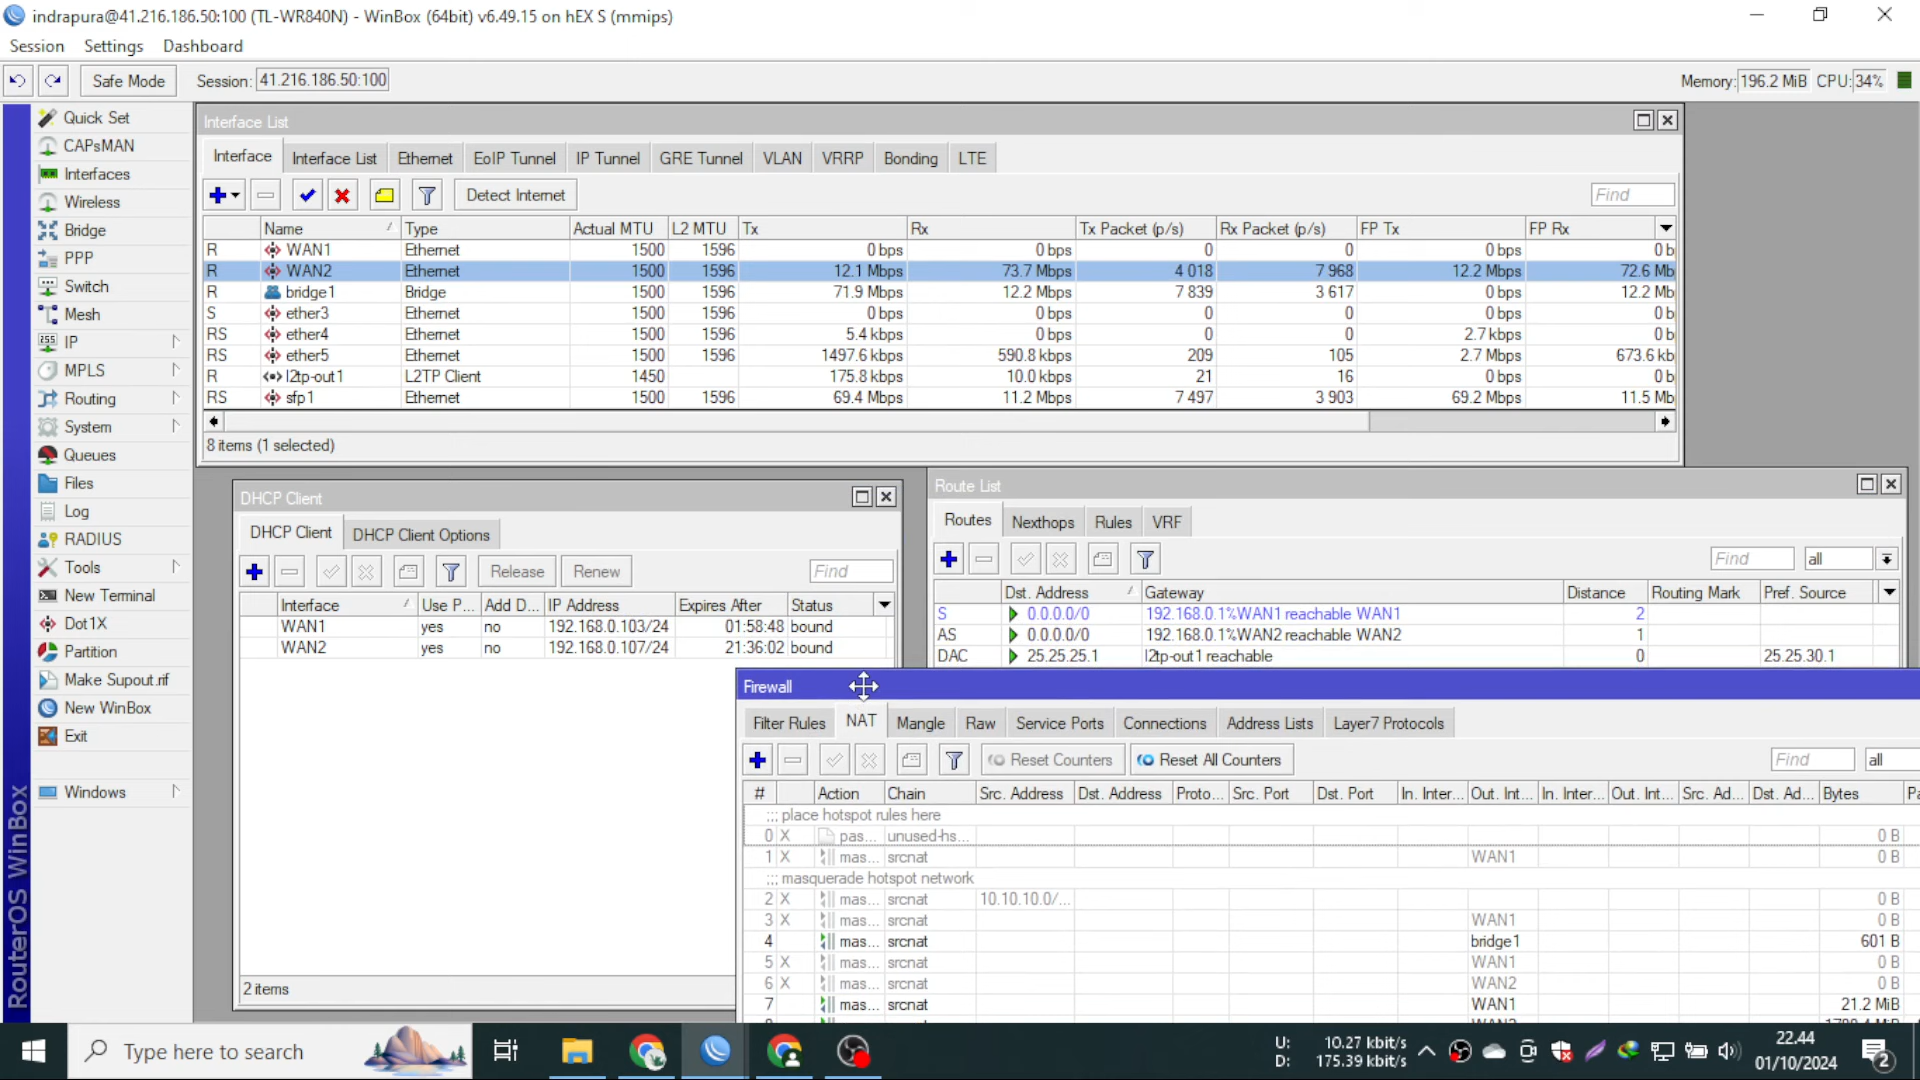 indrapura@41.216.186.50:100 (TL-WR840N) - WinBox (64bit) v6.49.15 on hEX S (mmips)
Session Settings Dashboard
Safe Mode Session: 41.216.186.50:100 Memory: 196.2 MiB CPU: 34%
Quick Set
CAPsMAN
Interfaces
Wireless
Bridge
PPP
Switch
Mesh
IP
MPLS
Routing
System
Queues
Files
Log
RADIUS
Tools
New Terminal
Dot1X
Partition
Make Supout.rif
New WinBox
Exit
Windows
RouterOS WinBox
Interface List
Interface Interface List Ethernet EoIP Tunnel IP Tunnel GRE Tunnel VLAN VRRP Bonding LTE
Detect Internet Find
Name Type Actual MTU L2 MTU Tx Rx Tx Packet (p/s) Rx Packet (p/s) FP Tx FP Rx
R WAN1 Ethernet 1500 1596 0 bps 0 bps 0 0 0 bps 0 b
R WAN2 Ethernet 1500 1596 12.1 Mbps 73.7 Mbps 4 018 7 968 12.2 Mbps 72.6 Mb
R bridge1 Bridge 1500 1596 71.9 Mbps 12.2 Mbps 7 839 3 617 0 bps 12.2 Mb
S ether3 Ethernet 1500 1596 0 bps 0 bps 0 0 0 bps 0 b
RS ether4 Ethernet 1500 1596 5.4 kbps 0 bps 0 0 2.7 kbps 0 b
RS ether5 Ethernet 1500 1596 1497.6 kbps 590.8 kbps 209 105 2.7 Mbps 673.6 kb
R l2tp-out1 L2TP Client 1450 175.8 kbps 10.0 kbps 21 16 0 bps 0 b
RS sfp1 Ethernet 1500 1596 69.4 Mbps 11.2 Mbps 7 497 3 903 69.2 Mbps 11.5 Mb
8 items (1 selected)
DHCP Client
DHCP Client DHCP Client Options
Release Renew Find
Interface Use P... Add D... IP Address Expires After Status
WAN1 yes no 192.168.0.103/24 01:58:48 bound
WAN2 yes no 192.168.0.107/24 21:36:02 bound
2 items
Route List
Routes Nexthops Rules VRF
Find all
Dst. Address Gateway Distance Routing Mark Pref. Source
S 0.0.0.0/0 192.168.0.1%WAN1 reachable WAN1 2
AS 0.0.0.0/0 192.168.0.1%WAN2 reachable WAN2 1
DAC 25.25.25.1 l2tp-out1 reachable 0 25.25.30.1
Firewall
Filter Rules NAT Mangle Raw Service Ports Connections Address Lists Layer7 Protocols
Reset Counters Reset All Counters Find all
# Action Chain Src. Address Dst. Address Proto... Src. Port Dst. Port In. Inter... Out. Int... In. Inter... Out. Int... Src. Ad... Dst. Ad... Bytes Pa
;;; place hotspot rules here
0 X pas... unused-hs... 0 B
1 X mas... srcnat WAN1 0 B
;;; masquerade hotspot network
2 X mas... srcnat 10.10.10.0/... 0 B
3 X mas... srcnat WAN1 0 B
4 mas... srcnat bridge1 601 B
5 X mas... srcnat WAN1 0 B
6 X mas... srcnat WAN2 0 B
7 mas... srcnat WAN1 21.2 MiB
Type here to search
U: 10.27 kbit/s
D: 175.39 kbit/s
22.44
01/10/2024
2